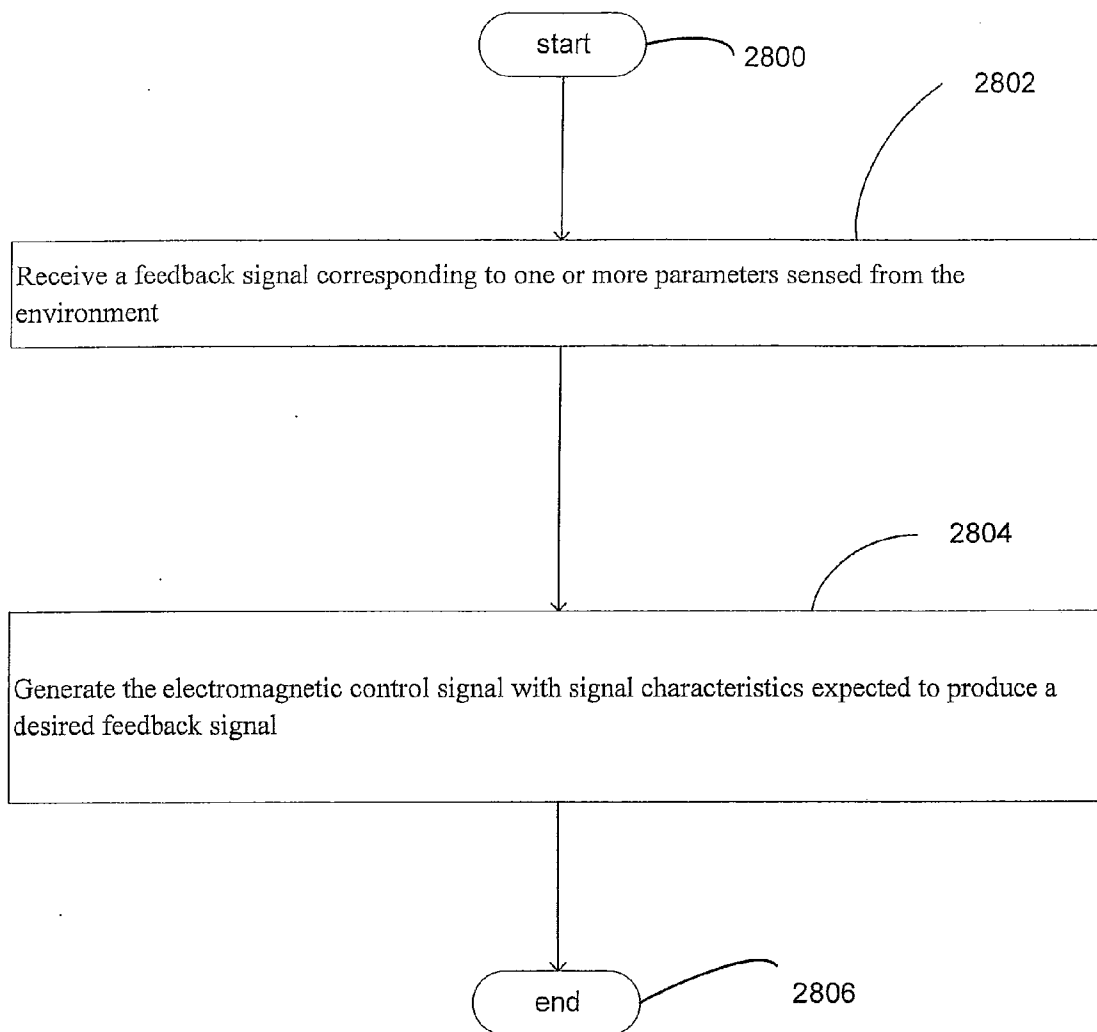 start
2800
2802
Receive a feedback signal corresponding to one or more parameters sensed from the
environment
2804
Generate the electromagnetic control signal with signal characteristics expected to produce a
desired feedback signal
end
2806